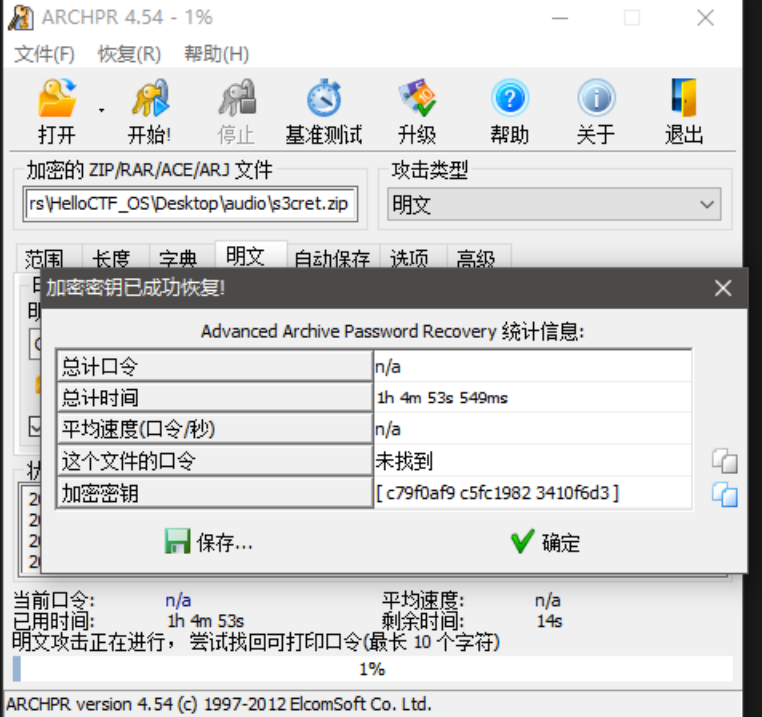 ARCHPR 4.54 - 1%
文件(F) 恢复(R) 帮助(H)
打开 开始! 停止 基准测试 升级 帮助 关于 退出
加密的 ZIP/RAR/ACE/ARJ 文件 攻击类型
rs\HelloCTF_OS\Desktop\audio\s3cret.zip 明文
范围 长度 字典 明文 自动保存 选项 高级
加密密钥已成功恢复!
Advanced Archive Password Recovery 统计信息:
总计口令 n/a
总计时间 1h 4m 53s 549ms
平均速度(口令/秒) n/a
这个文件的口令 未找到
加密密钥 [ c79f0af9 c5fc1982 3410f6d3 ]
保存... 确定
当前口令: n/a 平均速度: n/a
已用时间: 1h 4m 53s 剩余时间: 14s
明文攻击正在进行，尝试找回可打印口令(最长 10 个字符)
1%
ARCHPR version 4.54 (c) 1997-2012 ElcomSoft Co. Ltd.